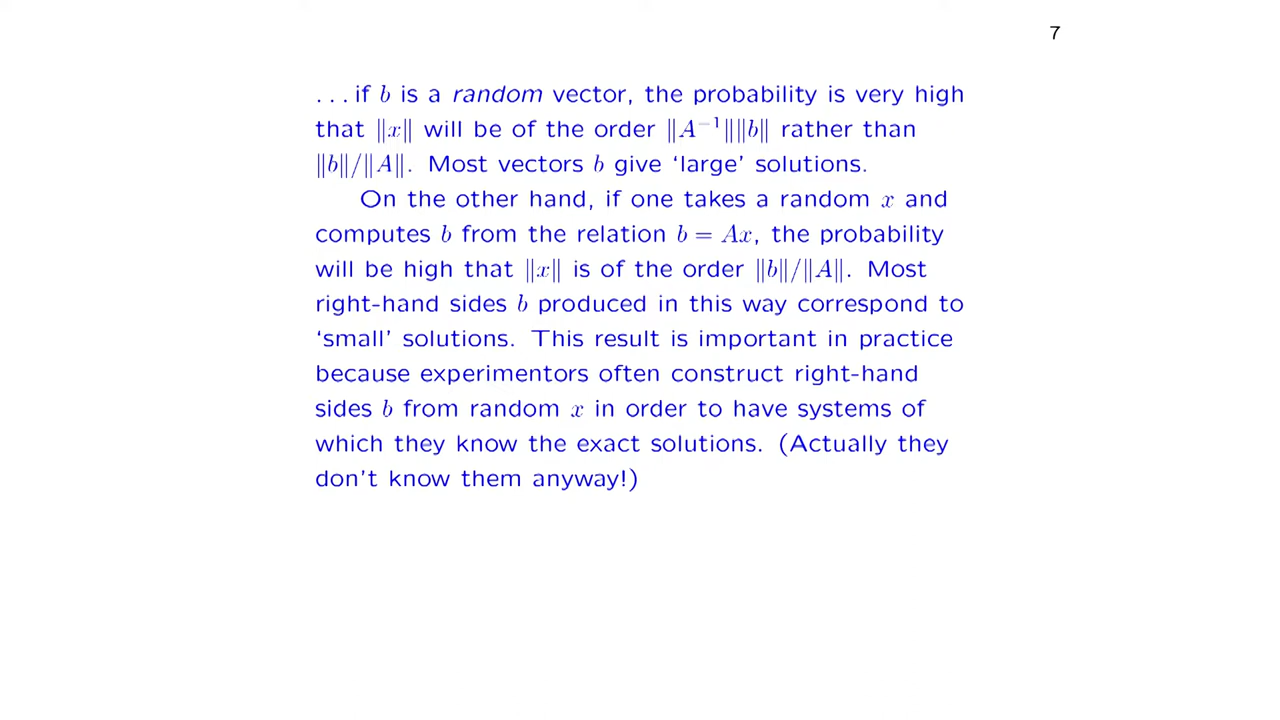 7
...if b is a random vector, the probability is very high
that ‖x‖ will be of the order ‖A⁻¹‖‖b‖ rather than
‖b‖/‖A‖. Most vectors b give ‘large’ solutions.
On the other hand, if one takes a random x and
computes b from the relation b = Ax, the probability
will be high that ‖x‖ is of the order ‖b‖/‖A‖. Most
right-hand sides b produced in this way correspond to
‘small’ solutions. This result is important in practice
because experimentors often construct right-hand
sides b from random x in order to have systems of
which they know the exact solutions. (Actually they
don’t know them anyway!)